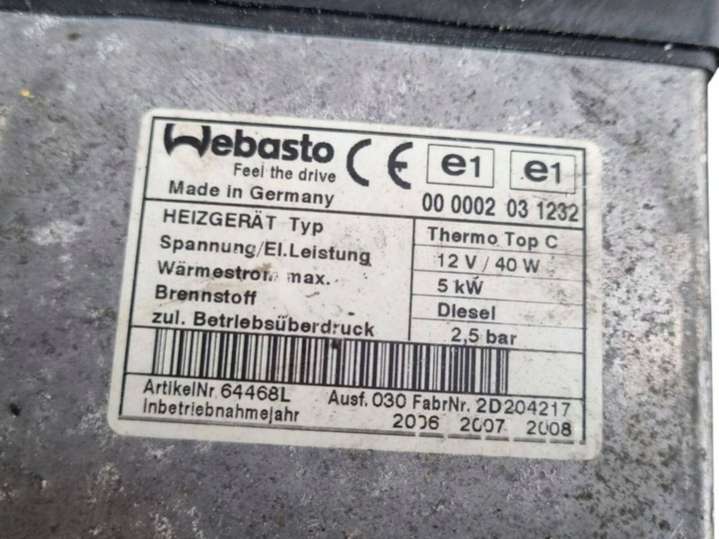 Webasto
Feel the drive
CE e1 e1
Made in Germany
00 0002 03 1232
HEIZGERÄT Typ Thermo Top C
Spannung/El.Leistung 12 V / 40 W
Wärmestrom max. 5 kW
Brennstoff Diesel
zul. Betriebsüberdruck 2,5 bar
ArtikelNr. 64468L Ausf. 030 FabrNr. 2D204217
Inbetriebnahmejahr 2006 2007 2008